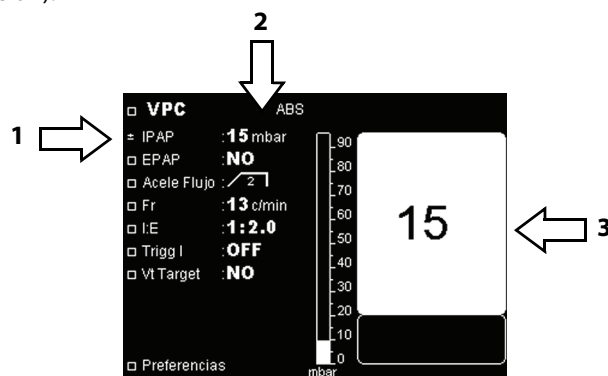 2
VPC ABS
1
± IPAP :15 mbar
EPAP :NO
Acele Flujo : 2
Fr :13 c/min
I:E :1:2.0
Trigg I :OFF
Vt Target :NO
Preferencias
90
80
70
60
50
40
30
20
10
0
mbar
15
3